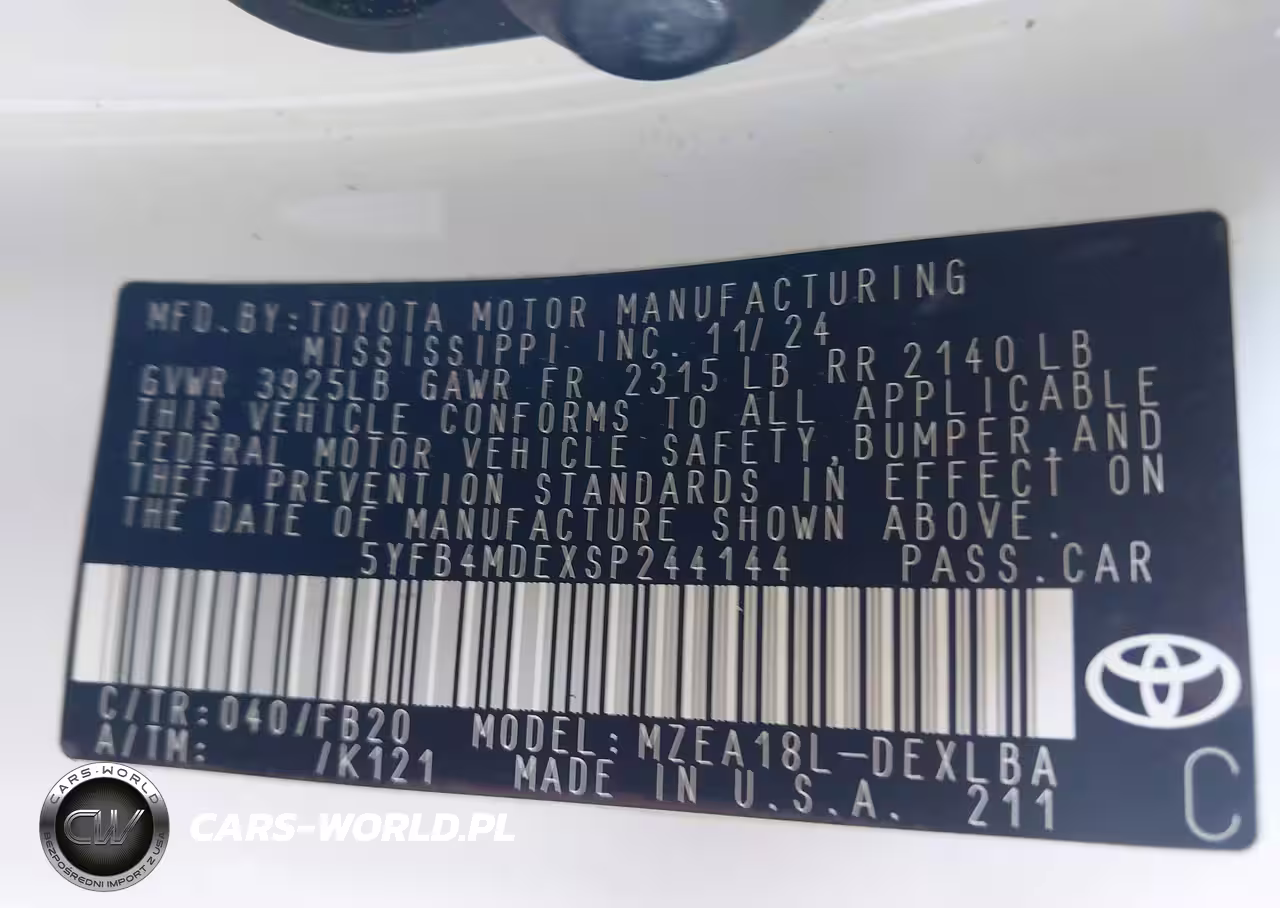 MFD.BY:TOYOTA MOTOR MANUFACTURING
MISSISSIPPI INC. 11/24
GVWR 3925LB GAWR FR 2315 LB RR 2140LB
THIS VEHICLE CONFORMS TO ALL APPLICABLE
FEDERAL MOTOR VEHICLE SAFETY,BUMPER,AND
THEFT PREVENTION STANDARDS IN EFFECT ON
THE DATE OF MANUFACTURE SHOWN ABOVE.
5YFB4MDEXSP244144 PASS.CAR
C/TR:040/FB20 MODEL:MZEA18L-DEXLBA
A/TM: /K121 MADE IN U.S.A. 211
C
CARS-WORLD
CW
BEZPOŚREDNI IMPORT Z USA
CARS-WORLD.PL